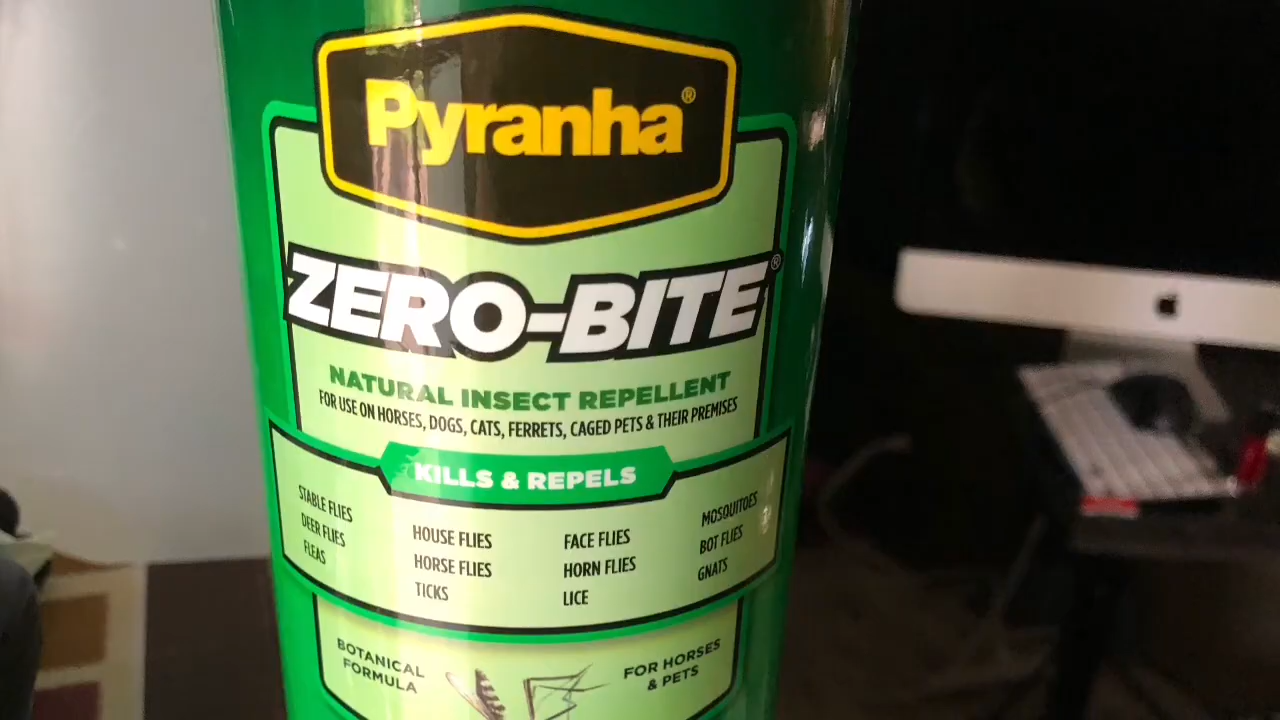 Pyranha®
ZERO-BITE®
NATURAL INSECT REPELLENT
FOR USE ON HORSES, DOGS, CATS, FERRETS, CAGED PETS & THEIR PREMISES
KILLS & REPELS
STABLE FLIES
DEER FLIES
FLEAS
HOUSE FLIES
HORSE FLIES
TICKS
FACE FLIES
HORN FLIES
LICE
MOSQUITOES
BOT FLIES
GNATS
BOTANICAL
FORMULA
FOR HORSES
& PETS